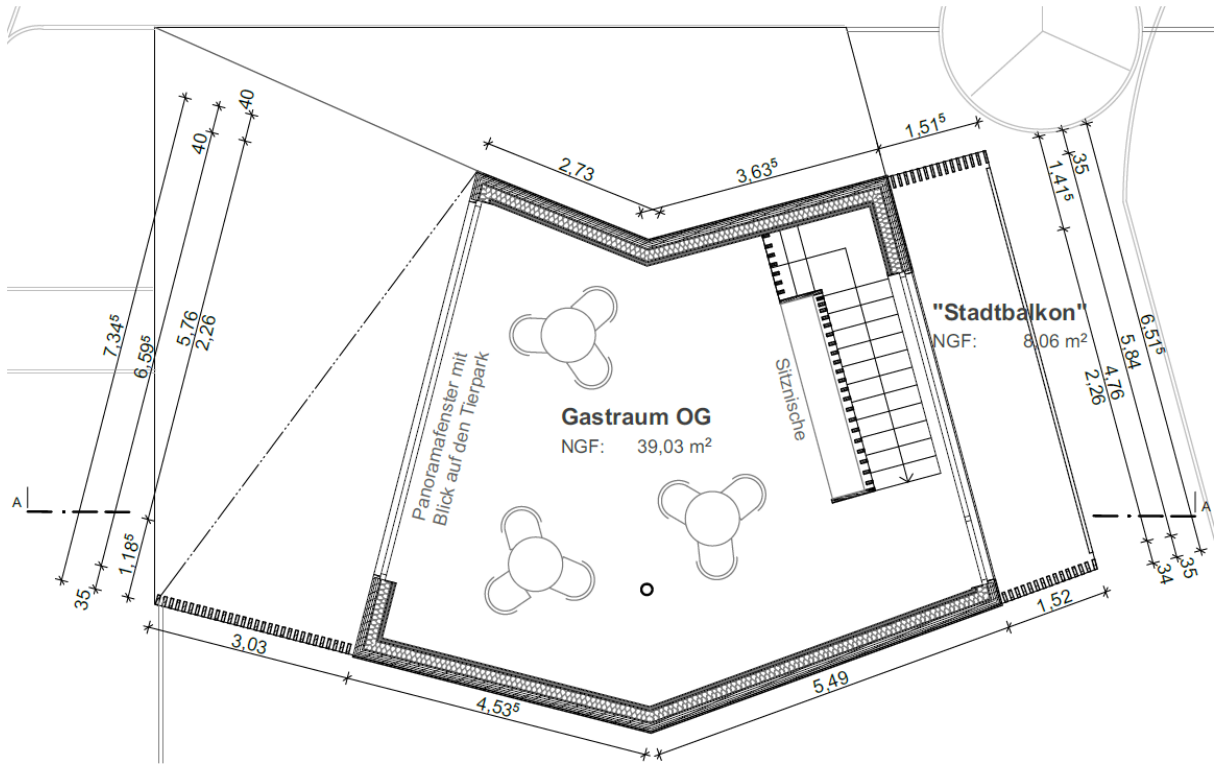 40
40
2,73
3,63⁵
1,51⁵
35
1,41⁵
7,34⁵
6,59⁵
5,76
2,26
"Stadtbalkon"
NGF: 8,06 m²
6,51⁵
5,84
4,76
2,26
Sitznische
Panoramafenster mit
Blick auf den Tierpark
Gastraum OG
NGF: 39,03 m²
A
A
1,18⁵
35
34
35
3,03
4,53⁵
5,49
1,52